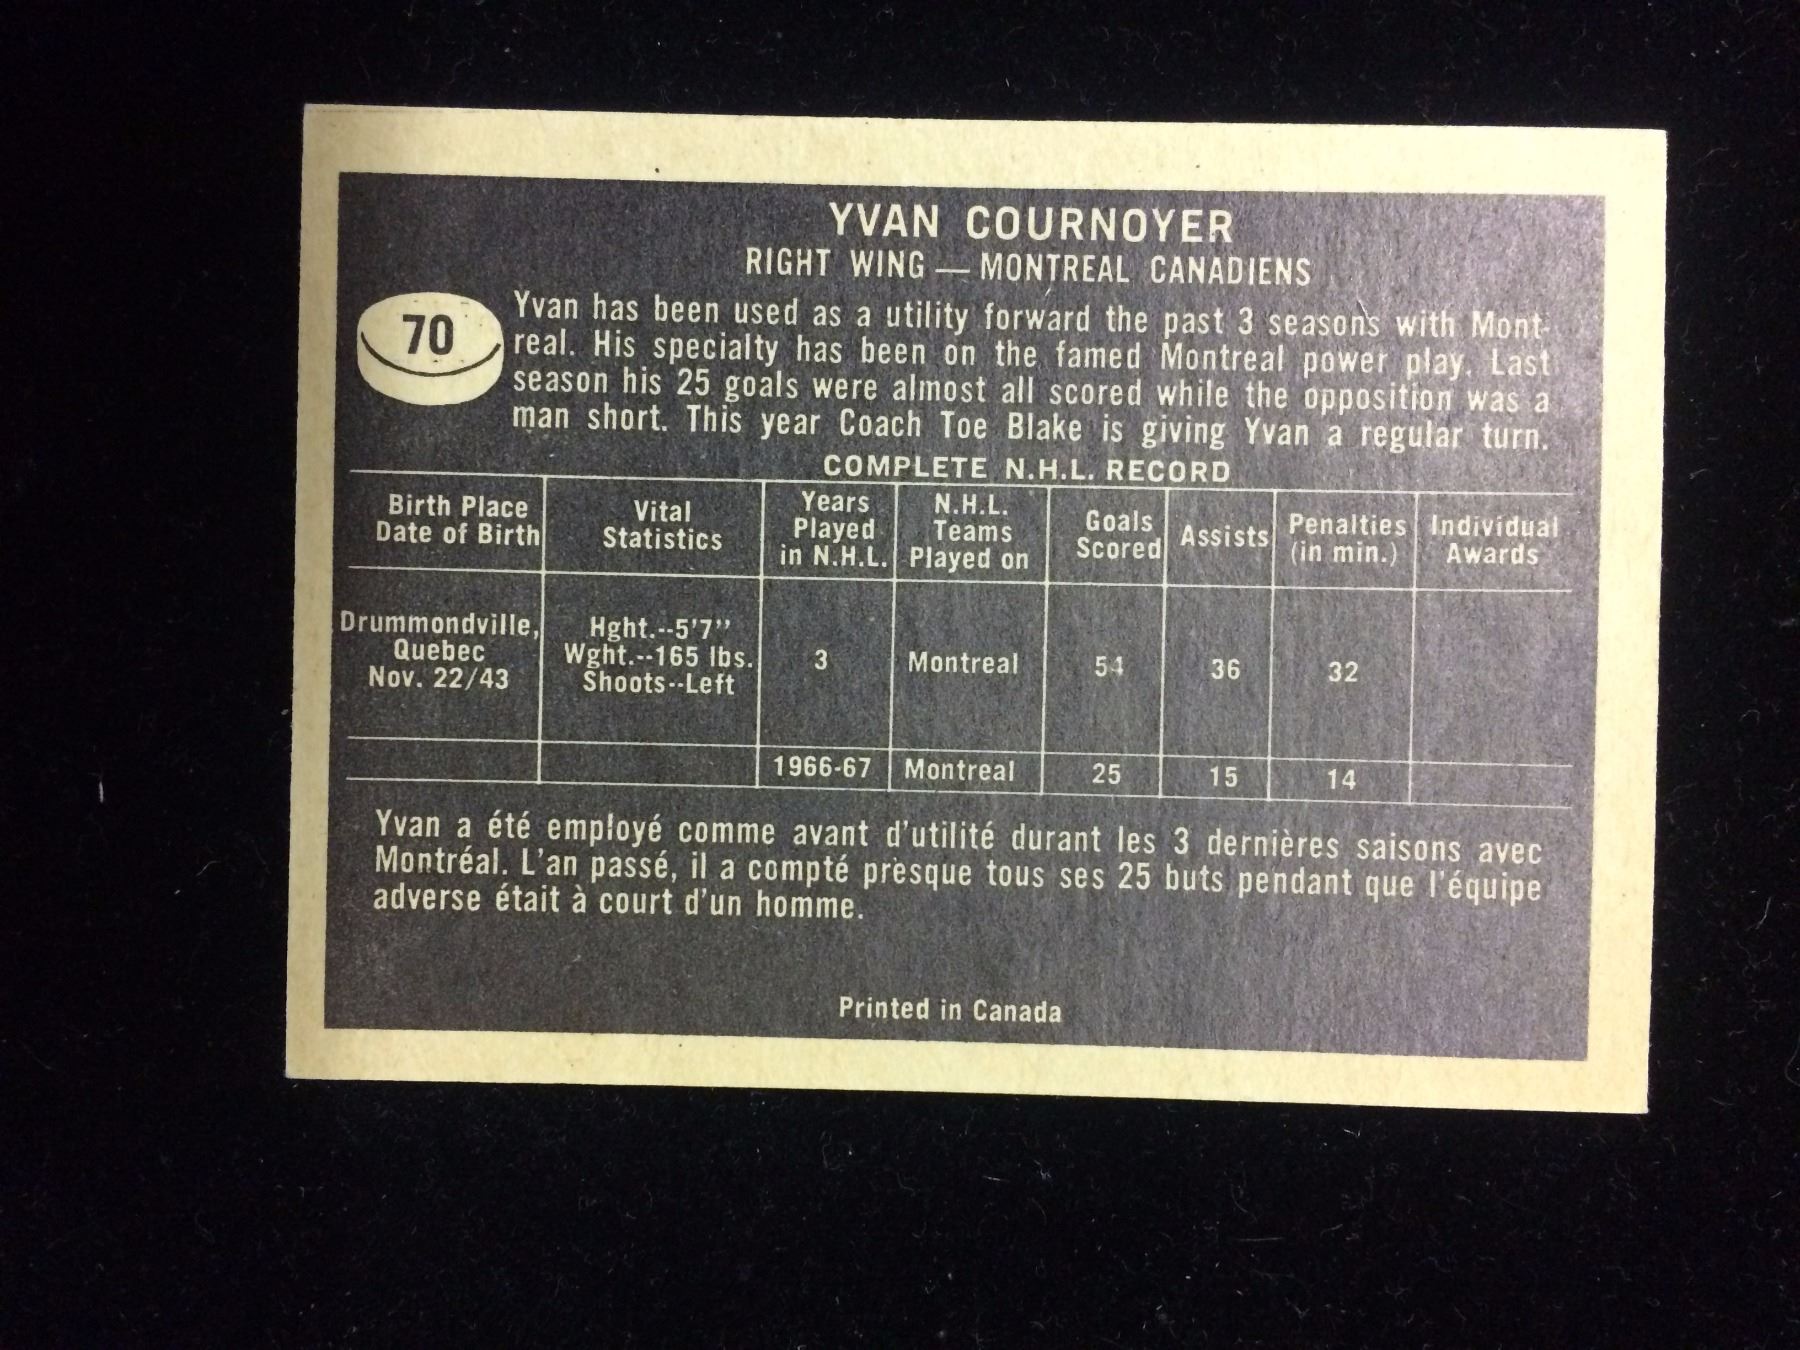 YVAN COURNOYER
RIGHT WING — MONTREAL CANADIENS
70
Yvan has been used as a utility forward the past 3 seasons with Mont-
real. His specialty has been on the famed Montreal power play. Last
season his 25 goals were almost all scored while the opposition was a
man short. This year Coach Toe Blake is giving Yvan a regular turn.
COMPLETE N.H.L. RECORD
Birth Place
Date of Birth
Vital
Statistics
Years
Played
in N.H.L.
N.H.L.
Teams
Played on
Goals
Scored
Assists
Penalties
(in min.)
Individual
Awards
Drummondville,
Quebec
Nov. 22/43
Hght.--5'7"
Wght.--165 lbs.
Shoots--Left
3
Montreal
54
36
32
1966-67
Montreal
25
15
14
Yvan a été employé comme avant d'utilité durant les 3 dernières saisons avec
Montréal. L'an passé, il a compté presque tous ses 25 buts pendant que l'équipe
adverse était à court d'un homme.
Printed in Canada